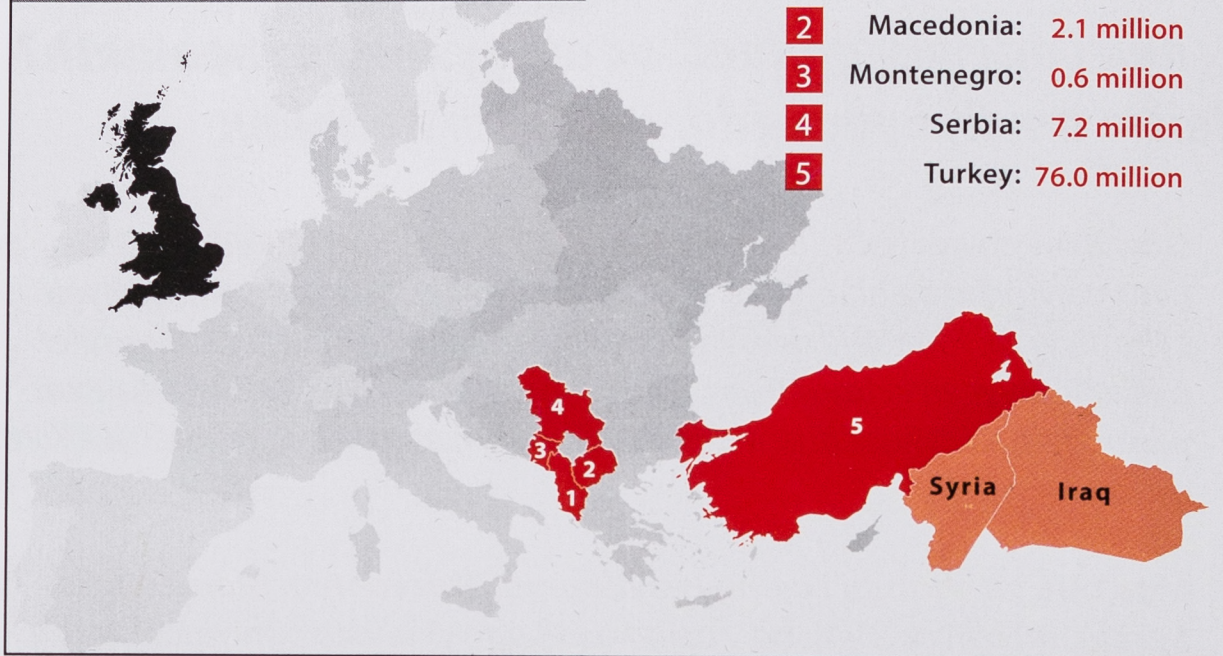 2 Macedonia: 2.1 million
3 Montenegro: 0.6 million
4 Serbia: 7.2 million
5 Turkey: 76.0 million
4
3
2
1
5
Syria
Iraq